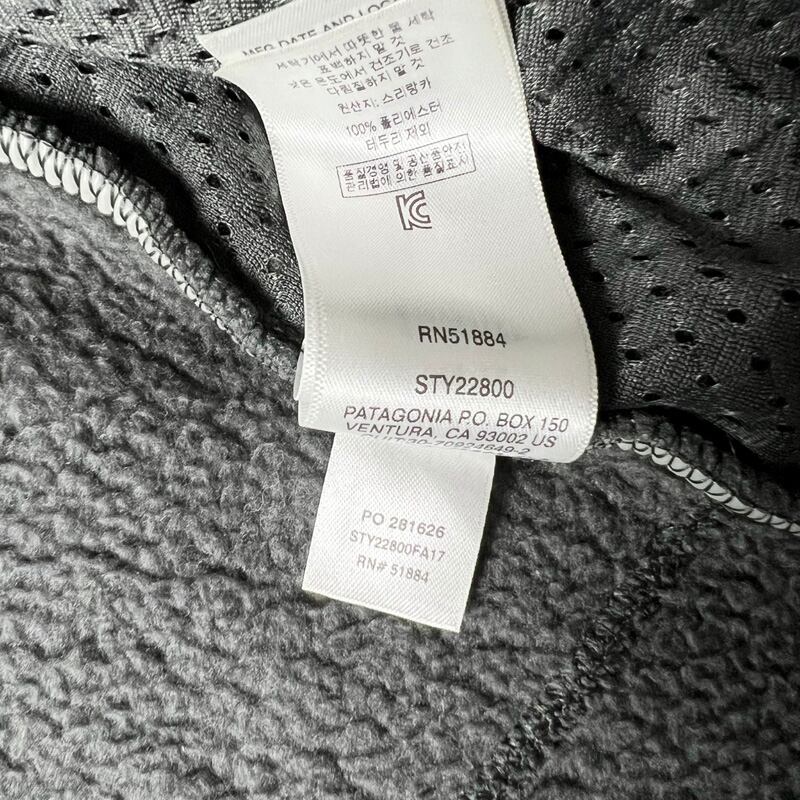 MFG DATE AND LOC
세탁기에서 따뜻한 물 세탁
표백하지말 것
낮은 온도에서 건조기로 건조
다림질하지 말 것
원산지: 스리랑카
100% 폴리에스터
테두리 제외
품질경영 및 공산품안전
관리법에 의한 품질표시
RN51884
STY22800
PATAGONIA P.O. BOX 150
VENTURA, CA 93002 US
30-70924649-2
PO 281626
STY22800FA17
RN# 51884